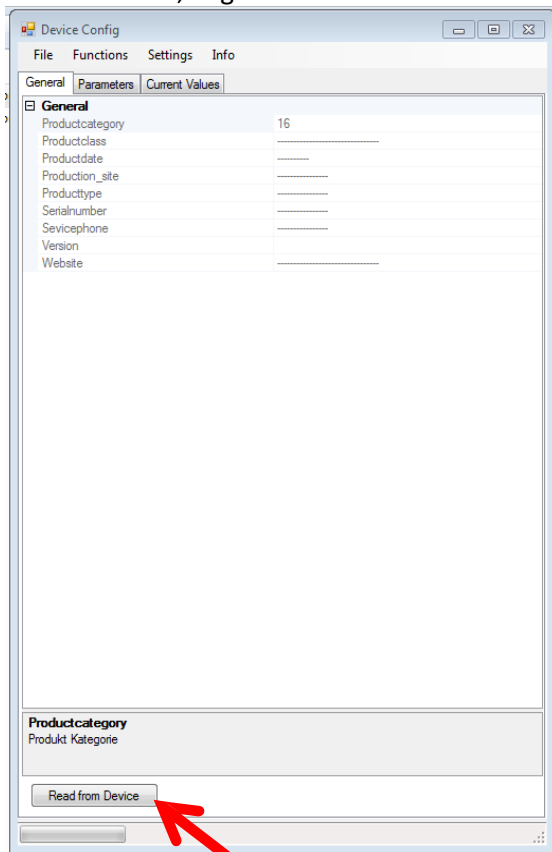 Device Config
File Functions Settings Info
General Parameters Current Values
General
Productcategory 16
Productclass ------------------------------
Productdate ----------
Production_site ---------------
Producttype ---------------
Serialnumber ---------------
Sevicephone ---------------
Version
Website ------------------------------
Productcategory
Produkt Kategorie
Read from Device